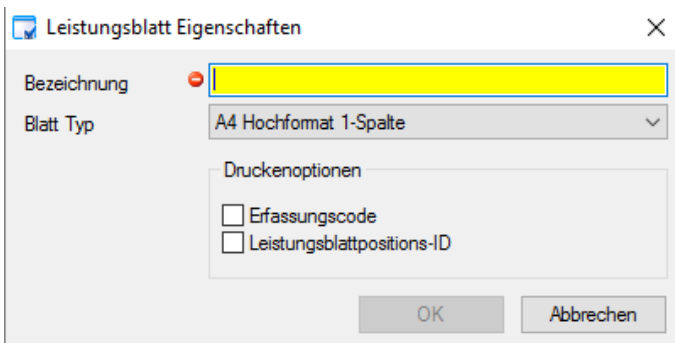 Leistungsblatt Eigenschaften
Bezeichnung
Blatt Typ A4 Hochformat 1-Spalte
Druckenoptionen
Erfassungscode
Leistungsblattpositions-ID
OK Abbrechen